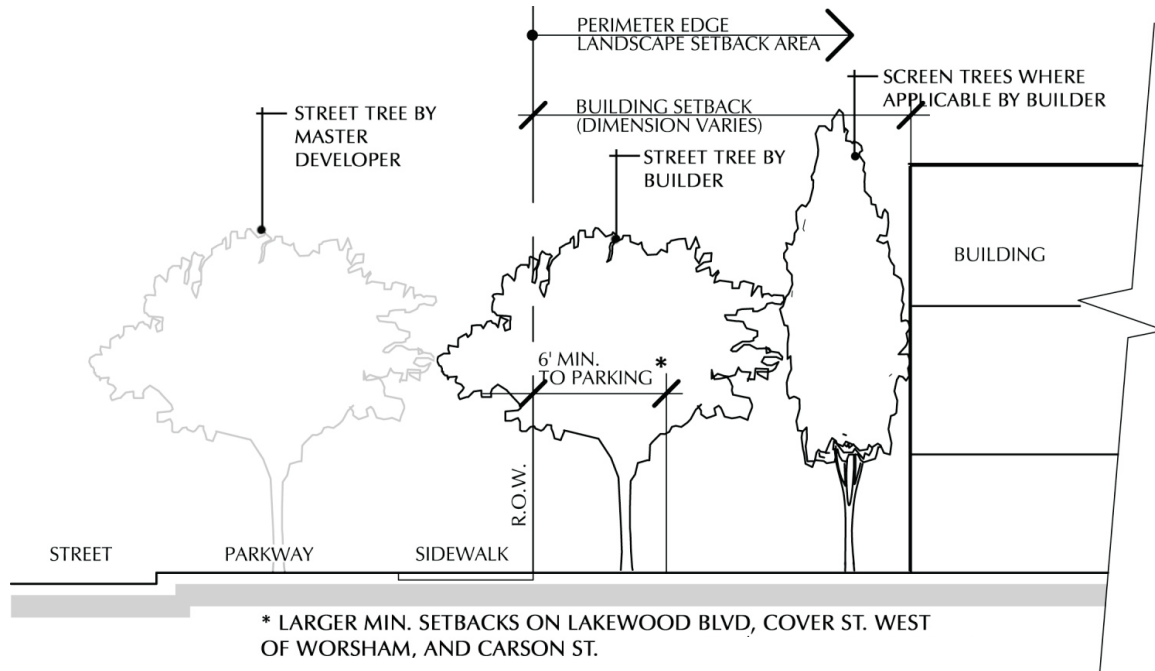 PERIMETER EDGE
LANDSCAPE SETBACK AREA
SCREEN TREES WHERE
APPLICABLE BY BUILDER
BUILDING SETBACK
(DIMENSION VARIES)
STREET TREE BY
MASTER
DEVELOPER
STREET TREE BY
BUILDER
BUILDING
6' MIN. *
TO PARKING
R.O.W.
STREET
PARKWAY
SIDEWALK
* LARGER MIN. SETBACKS ON LAKEWOOD BLVD, COVER ST. WEST
OF WORSHAM, AND CARSON ST.